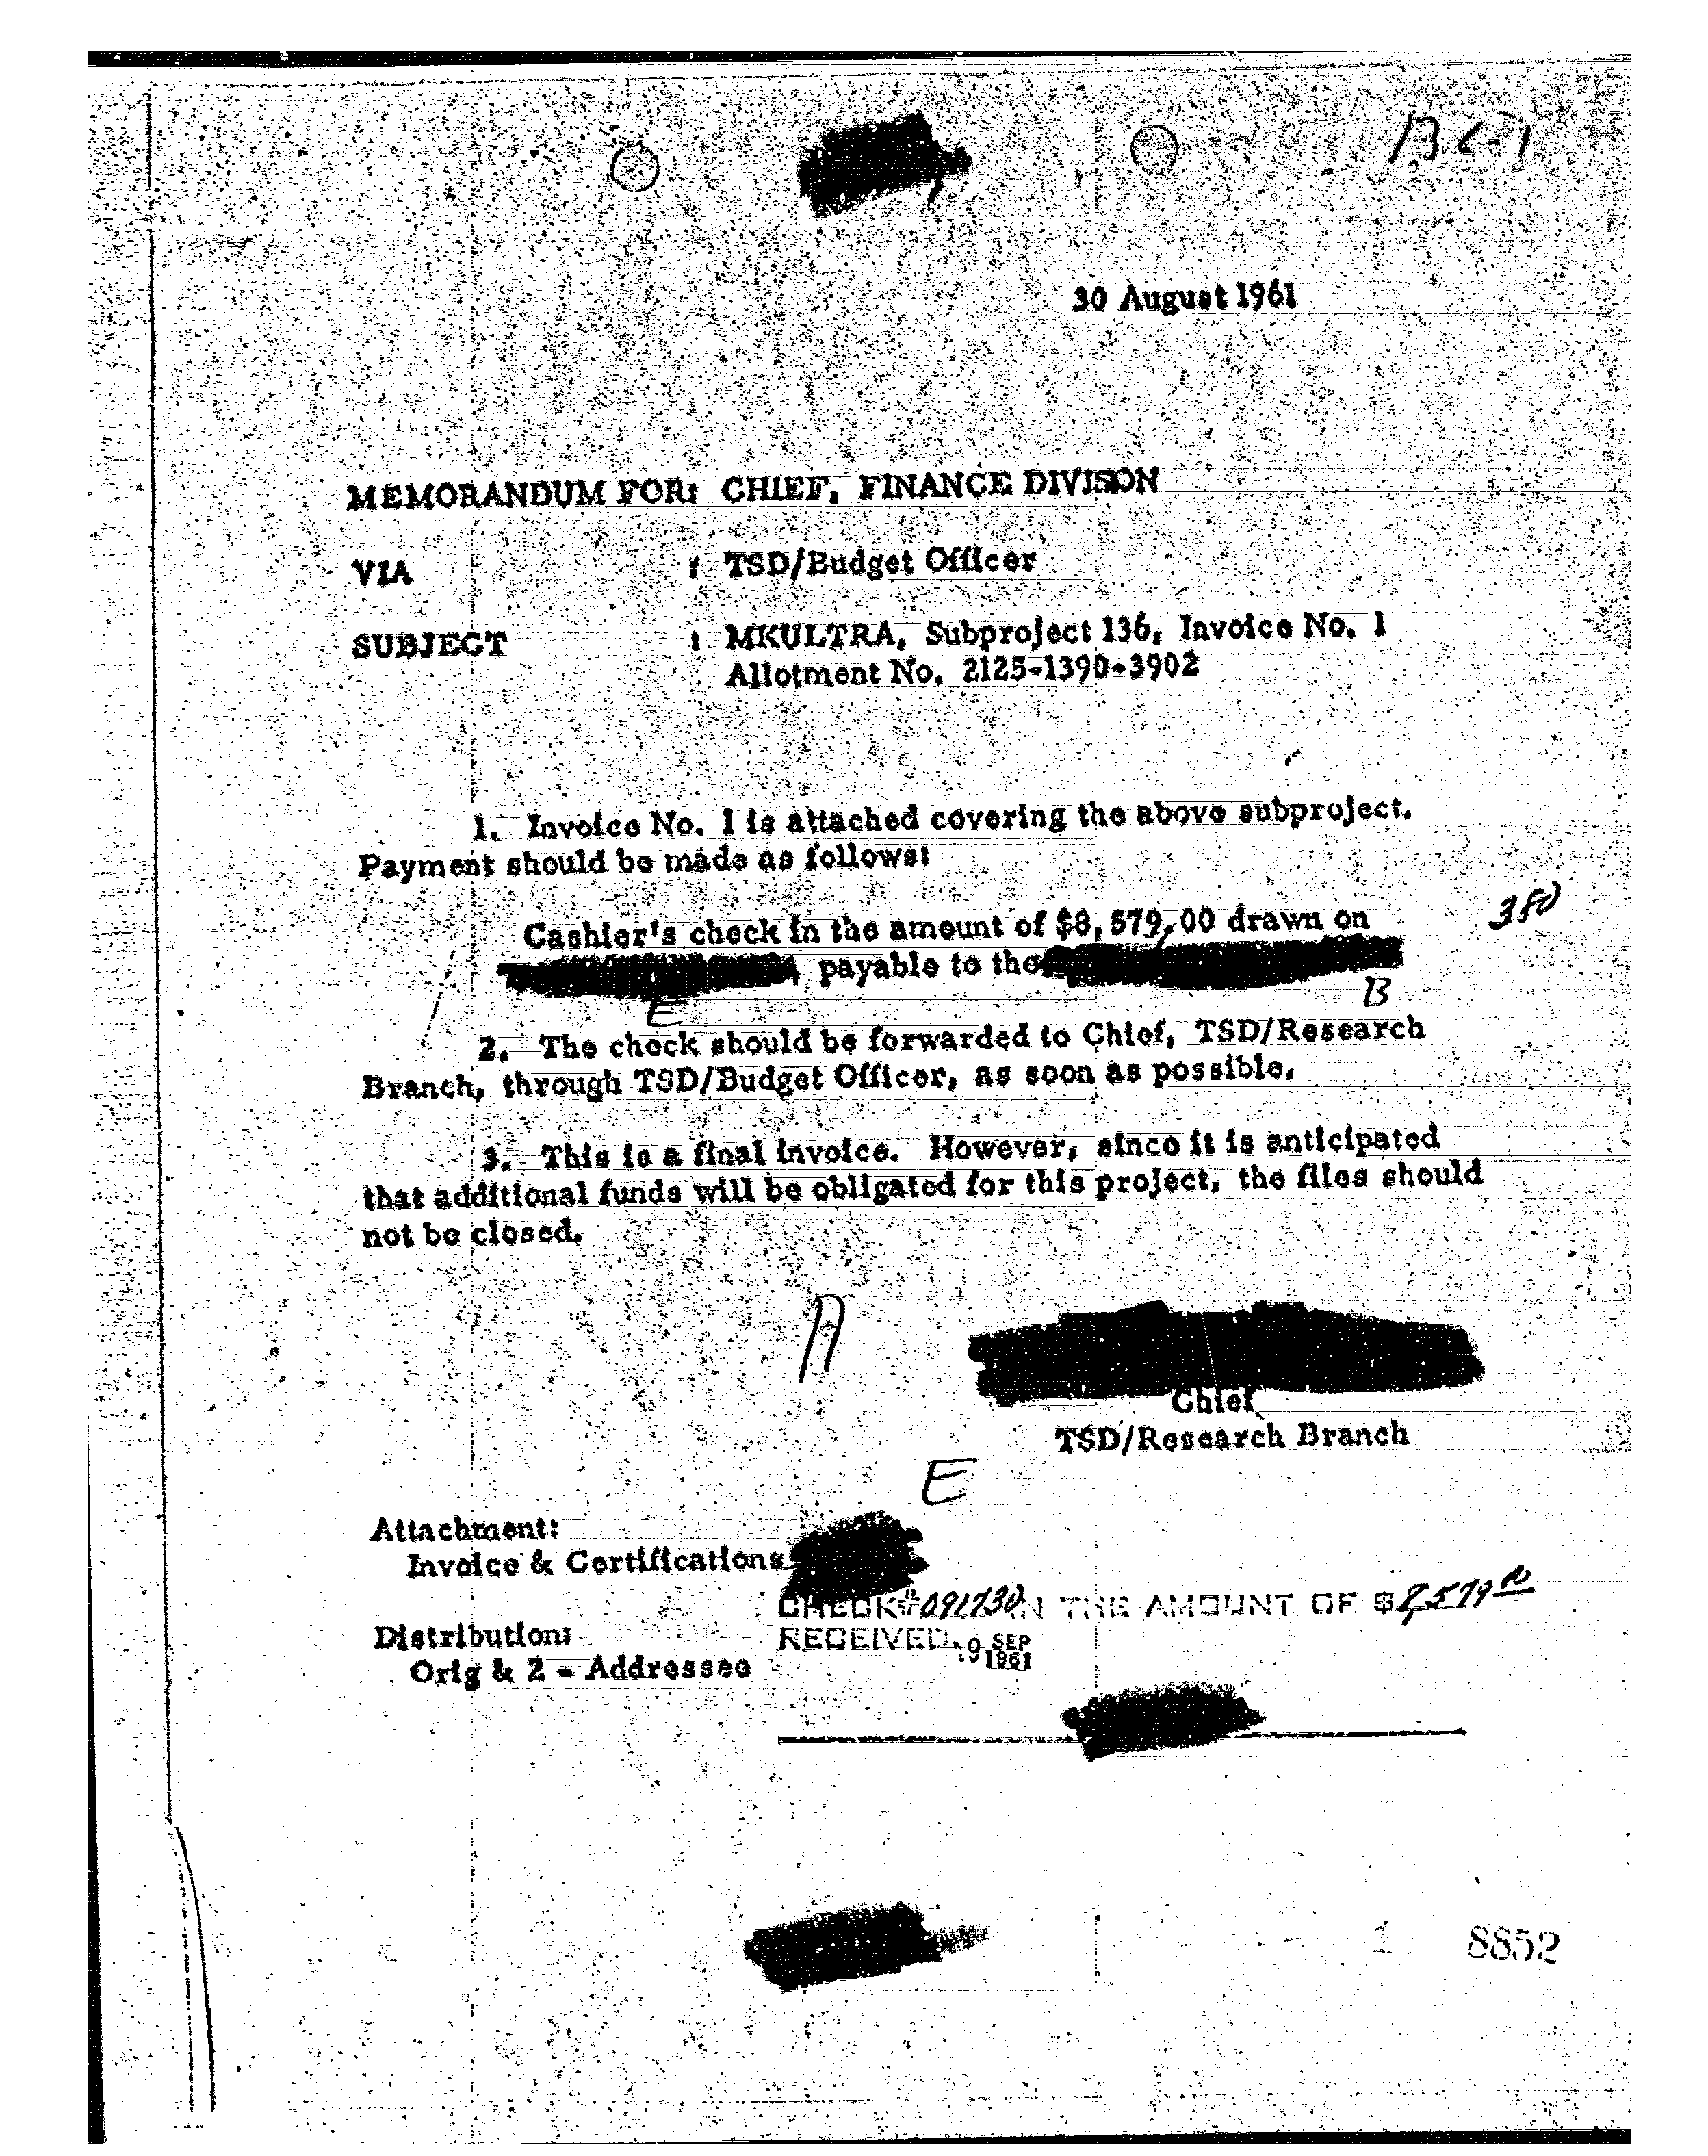 136-1
30 August 1961
MEMORANDUM FOR: CHIEF, FINANCE DIVISON
VIA : TSD/Budget Officer
SUBJECT : MKULTRA, Subproject 136, Invoice No. 1
Allotment No. 2125-1390-3902
1. Invoice No. 1 is attached covering the above subproject.
Payment should be made as follows:
Cashier's check in the amount of $8,579.00 drawn on
380
, payable to the
B
E
2. The check should be forwarded to Chief, TSD/Research
Branch, through TSD/Budget Officer, as soon as possible.
3. This is a final invoice. However, since it is anticipated
that additional funds will be obligated for this project, the files should
not be closed.
A
Chief
TSD/Research Branch
E
Attachment:
Invoice & Certifications
CHECK # 091730 IN THE AMOUNT OF $8,579 00
Distribution:
RECEIVED. 9 SEP 1961
Orig & 2 - Addressee
1
8852